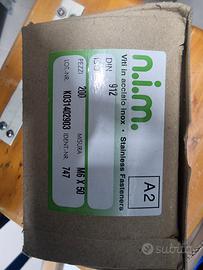 n.i.m.
Viti in acciaio inox • Stainless Fasteners
A2
DIN 912
PEZZI 200
MISURA M6 X 50
LOT.-NR. K031402903
IDENT.-NR. 747
subito